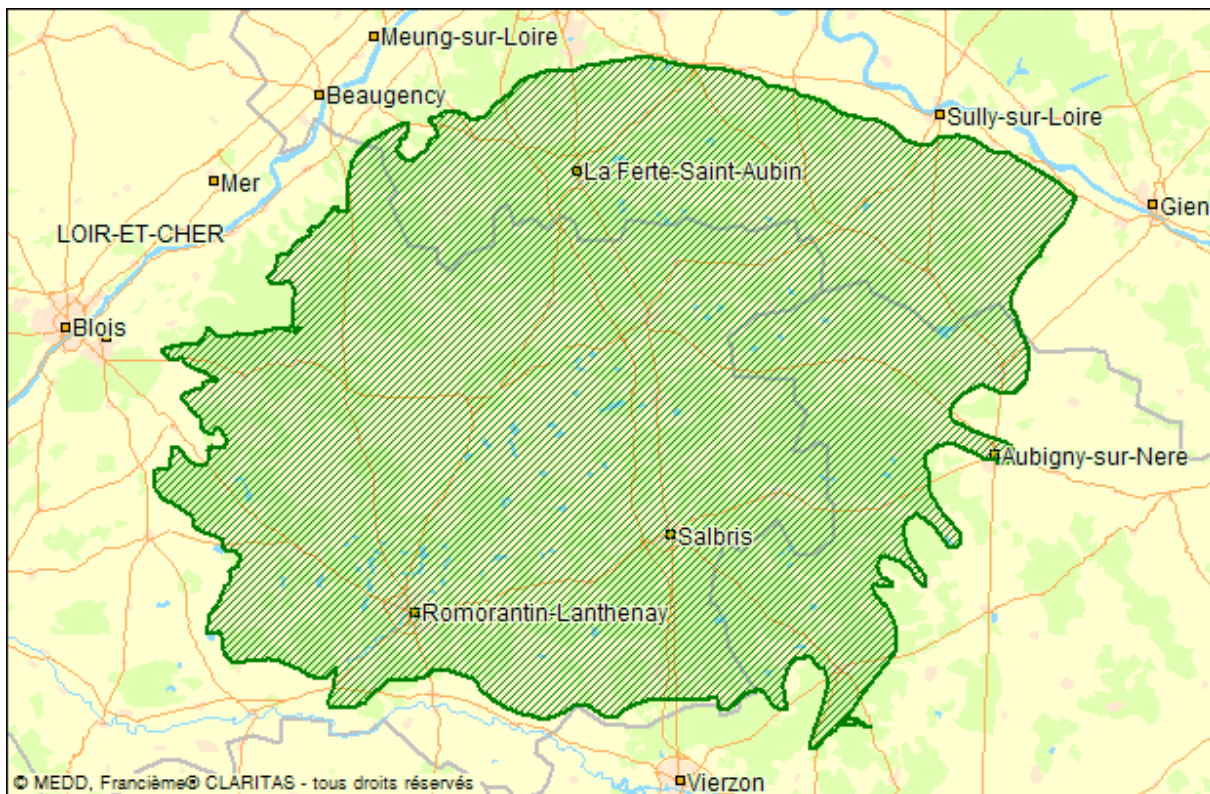 Meung-sur-Loire
Beaugency
Sully-sur-Loire
La Ferte-Saint-Aubin
Mer
Gien
LOIR-ET-CHER
Blois
Aubigny-sur-Nere
Salbris
Romorantin-Lanthenay
Vierzon
© MEDD, Francième® CLARITAS - tous droits réservés